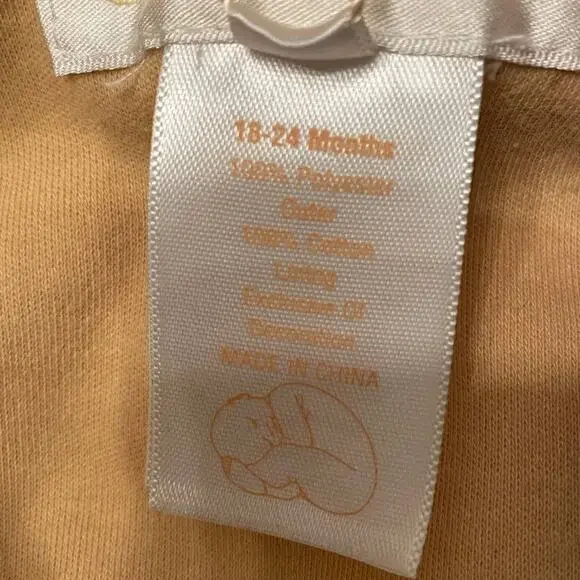 18-24 Months
100% Polyester
Outer
100% Cotton
Lining
Exclusive Of
Decoration
MADE IN CHINA